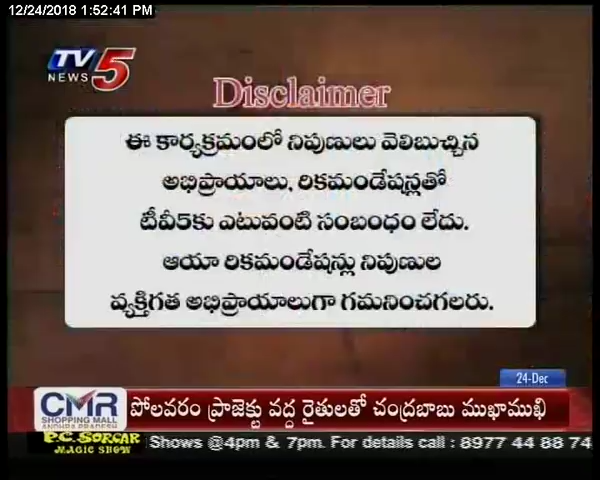 12/24/2018 1:52:41 PM
TV5
NEWS
Disclaimer
ఈ కార్యక్రమంలో నిపుణులు వెలిబుచ్చిన
అభిప్రాయాలు, రికమండేషన్లతో
టీవీ5కు ఎటువంటి సంబంధం లేదు.
ఆయా రికమండేషన్లు నిపుణుల
వ్యక్తిగత అభిప్రాయాలుగా గమనించగలరు.
24-Dec
CMR
SHOPPING MALL
ANDHRA PRADESH
పోలవరం ప్రాజెక్టు వద్ద రైతులతో చంద్రబాబు ముఖాముఖి
P.C. SORCAR
MAGIC SHOW
Shows @4pm & 7pm. For details call : 8977 44 88 74